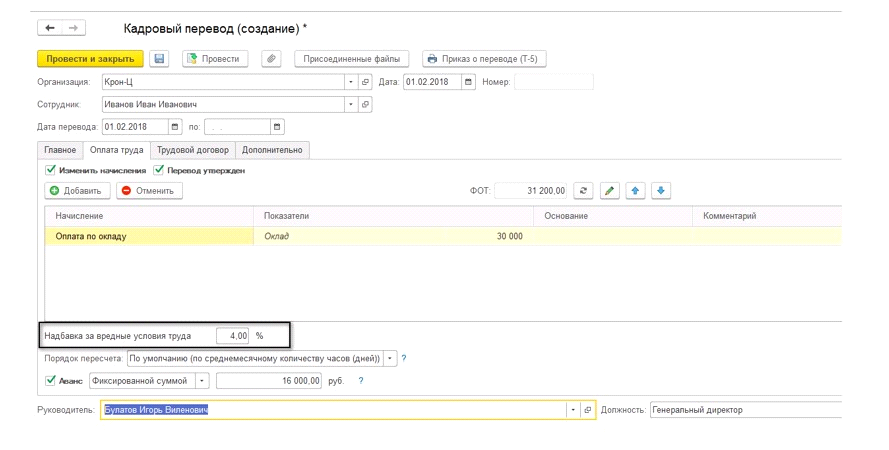 Кадровый перевод (создание) *
Провести и закрыть Провести Присоединенные файлы Приказ о переводе (Т-5)
Организация: Крон-Ц Дата: 01.02.2018 Номер:
Сотрудник: Иванов Иван Иванович
Дата перевода: 01.02.2018 по: . .
Главное Оплата труда Трудовой договор Дополнительно
Изменить начисления Перевод утвержден
Добавить Отменить ФОТ: 31 200,00
Начисление Показатели Основание Комментарий
Оплата по окладу Оклад 30 000
Надбавка за вредные условия труда 4,00 %
Порядок пересчета: По умолчанию (по среднемесячному количеству часов (дней)) ?
Аванс Фиксированной суммой 16 000,00 руб. ?
Руководитель: Булатов Игорь Виленович Должность: Генеральный директор